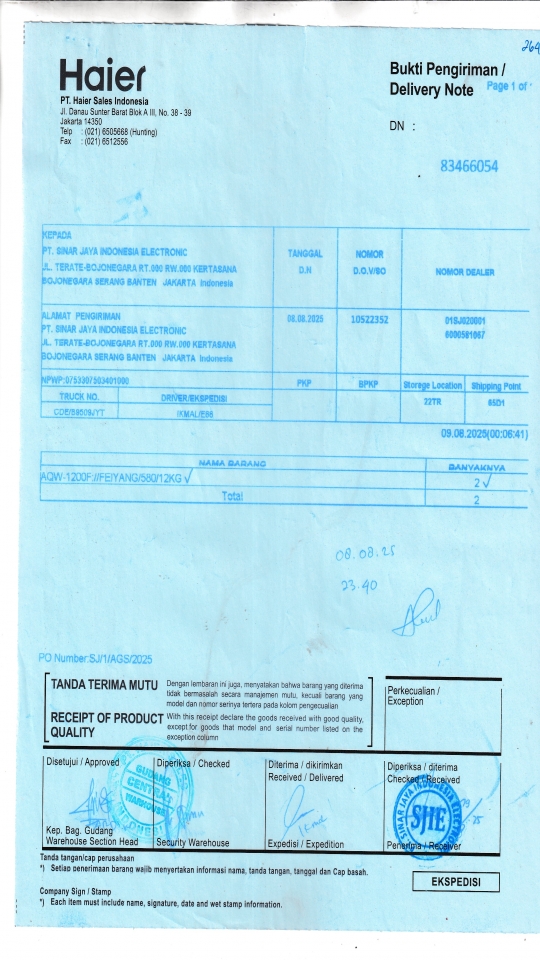 264
Haier
Bukti Pengiriman /
Delivery Note Page 1 of
PT. Haier Sales Indonesia
Jl. Danau Sunter Barat Blok A III, No. 38 - 39
Jakarta 14350
Telp : (021) 6505668 (Hunting)
Fax : (021) 6512556
DN :
83466054
KEPADA
PT. SINAR JAYA INDONESIA ELECTRONIC
JL. TERATE-BOJONEGARA RT.000 RW.000 KERTASANA
BOJONEGARA SERANG BANTEN JAKARTA Indonesia
TANGGAL D.N
NOMOR D.O.V/SO
NOMOR DEALER
ALAMAT PENGIRIMAN
PT. SINAR JAYA INDONESIA ELECTRONIC
JL. TERATE-BOJONEGARA RT.000 RW.000 KERTASANA
BOJONEGARA SERANG BANTEN JAKARTA Indonesia
08.08.2025
10522352
01SJ020001
6000581067
NPWP:0753307503401000
PKP BPKP Storage Location Shipping Point
TRUCK NO. DRIVER/EKSPEDISI 22TR 65D1
IKMAL/E86
09.08.2025(00:06:41)
NAMA BARANG BANYAKNYA
AQW-1200F//FEIYANG/580/12KG ✓ 2 ✓
Total 2
08.08.25
23.40
PO Number:SJ/1/AGS/2025
TANDA TERIMA MUTU
Dengan lembaran ini juga, menyatakan bahwa barang yang diterima
tidak bermasalah secara manajemen mutu, kecuali barang yang
model dan nomor serinya tertera pada kolom pengecualian
RECEIPT OF PRODUCT QUALITY
With this receipt declare the goods received with good quality,
except for goods that model and serial number listed on the
exception column
Perkecualian /
Exception
Disetujui / Approved
Diperiksa / Checked
Diterima / dikirimkan
Received / Delivered
Diperiksa / diterima
Checked / Received
GUDANG
CENTRAL
WAREHOUSE
SINAR JAYA INDONESIA ELECTRONIC
SJIE
Kep. Bag. Gudang
Warehouse Section Head
Security Warehouse
Expedisi / Expedition
Penerima / Receiver
Tanda tangan/cap perusahaan
*) Setiap penerimaan barang wajib menyertakan informasi nama, tanda tangan, tanggal dan Cap basah.
EKSPEDISI
Company Sign / Stamp
*) Each item must include name, signature, date and wet stamp information.